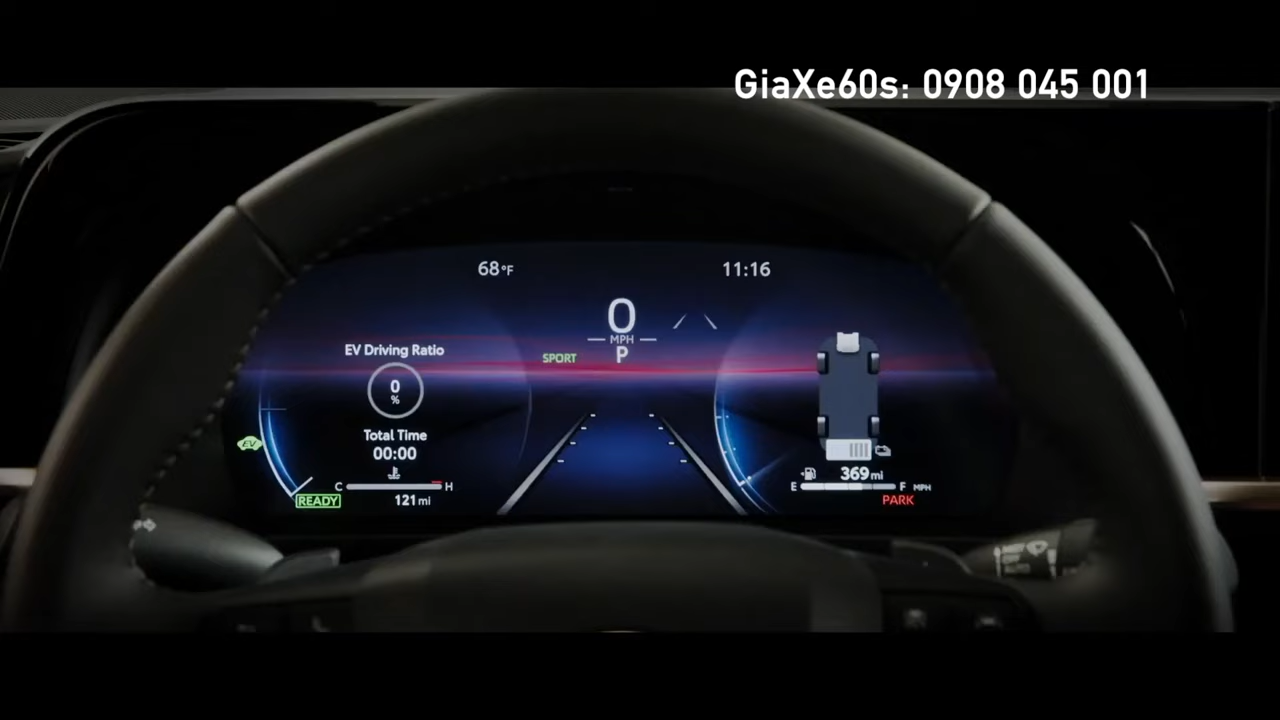 GiaXe60s: 0908 045 001
68°F
11:16
0
MPH
SPORT
P
EV Driving Ratio
0
%
Total Time
00:00
EV
C H
READY
121 mi
369 mi
E F MPH
PARK